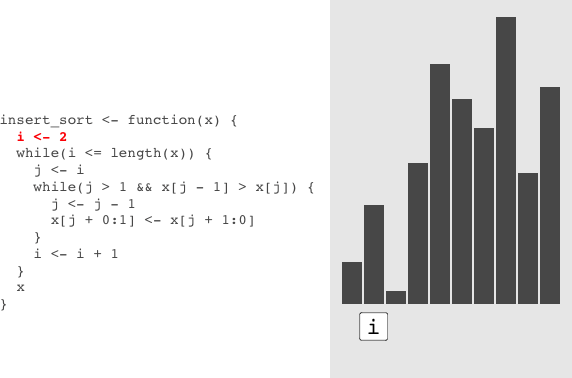 insert_sort <- function(x) {
  i <- 2
  while(i <= length(x)) {
    j <- i
    while(j > 1 && x[j - 1] > x[j]) {
      j <- j - 1
      x[j + 0:1] <- x[j + 1:0]
    }
    i <- i + 1
  }
  x
}
i